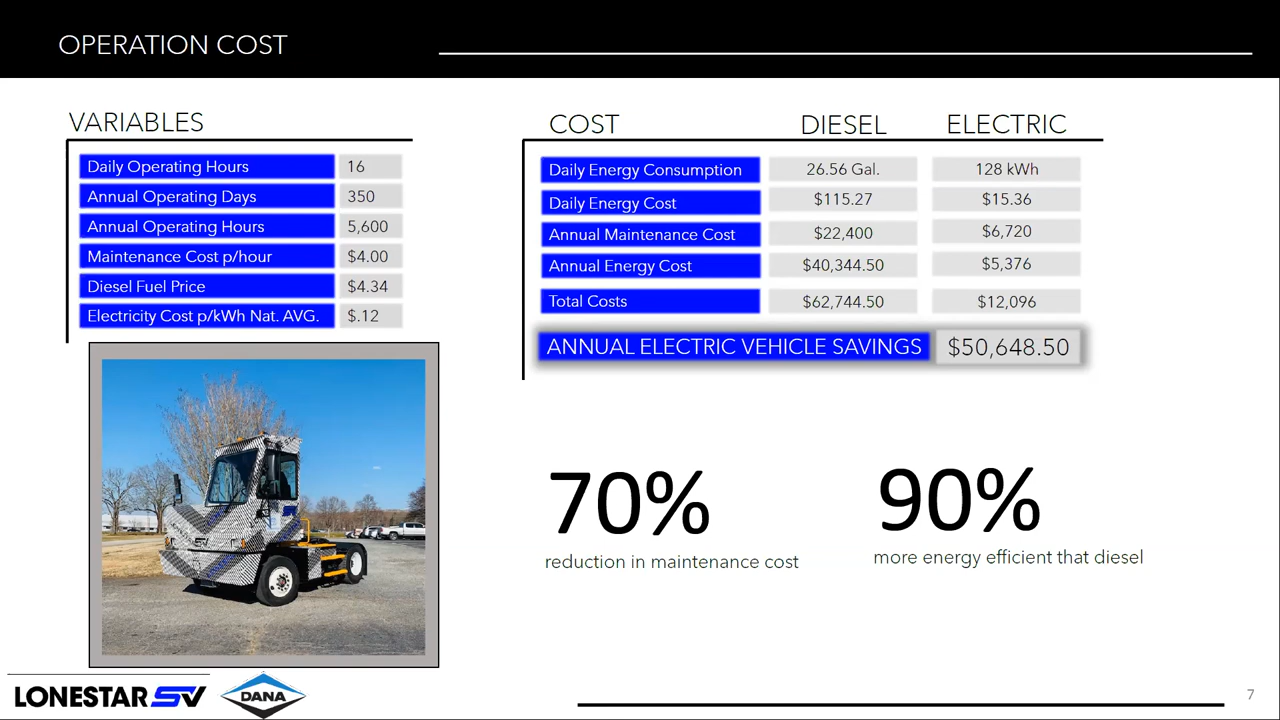 OPERATION COST
VARIABLES
Daily Operating Hours 16
Annual Operating Days 350
Annual Operating Hours 5,600
Maintenance Cost p/hour $4.00
Diesel Fuel Price $4.34
Electricity Cost p/kWh Nat. AVG. $.12
COST DIESEL ELECTRIC
Daily Energy Consumption 26.56 Gal. 128 kWh
Daily Energy Cost $115.27 $15.36
Annual Maintenance Cost $22,400 $6,720
Annual Energy Cost $40,344.50 $5,376
Total Costs $62,744.50 $12,096
ANNUAL ELECTRIC VEHICLE SAVINGS $50,648.50
70%
reduction in maintenance cost
90%
more energy efficient that diesel
LONESTAR SV
DANA
7